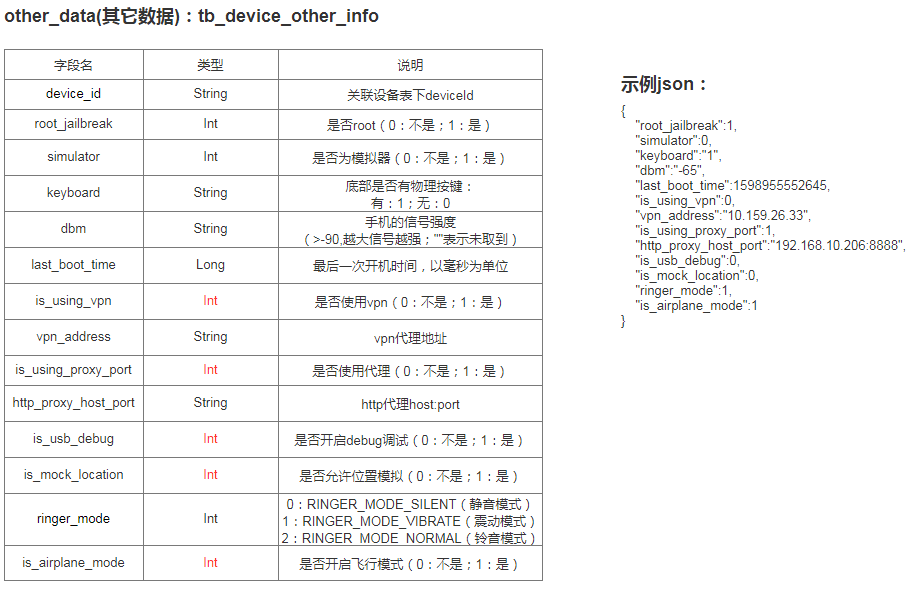 other_data(其它数据)：tb_device_other_info
字段名 类型 说明
device_id String 关联设备表下deviceId
root_jailbreak Int 是否root（0：不是；1：是）
simulator Int 是否为模拟器（0：不是；1：是）
keyboard String 底部是否有物理按键：
有：1；无：0
dbm String 手机的信号强度
（>-90,越大信号越强；""表示未取到）
last_boot_time Long 最后一次开机时间，以毫秒为单位
is_using_vpn Int 是否使用vpn（0：不是；1：是）
vpn_address String vpn代理地址
is_using_proxy_port Int 是否使用代理（0：不是；1：是）
http_proxy_host_port String http代理host:port
is_usb_debug Int 是否开启debug调试（0：不是；1：是）
is_mock_location Int 是否允许位置模拟（0：不是；1：是）
ringer_mode Int 0：RINGER_MODE_SILENT（静音模式）
1：RINGER_MODE_VIBRATE（震动模式）
2：RINGER_MODE_NORMAL（铃音模式）
is_airplane_mode Int 是否开启飞行模式（0：不是；1：是）
示例json：
{
"root_jailbreak":1,
"simulator":0,
"keyboard":"1",
"dbm":"-65",
"last_boot_time":1598955552645,
"is_using_vpn":0,
"vpn_address":"10.159.26.33",
"is_using_proxy_port":1,
"http_proxy_host_port":"192.168.10.206:8888",
"is_usb_debug":0,
"is_mock_location":0,
"ringer_mode":1,
"is_airplane_mode":1
}